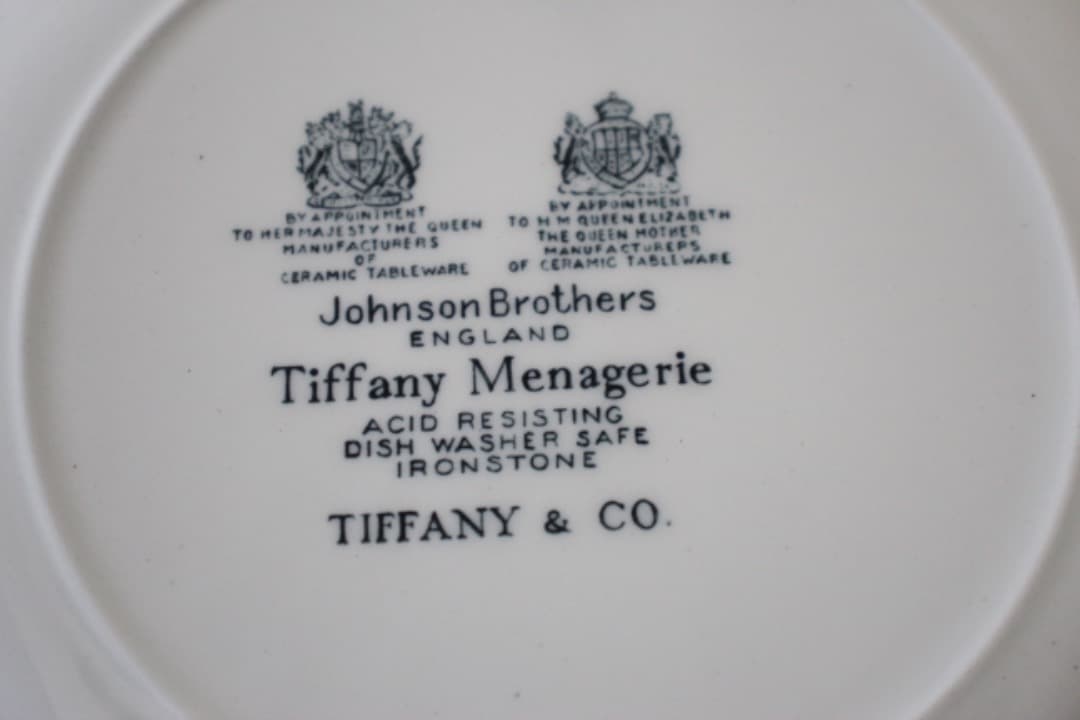 BY APPOINTMENT
TO HER MAJESTY THE QUEEN
MANUFACTURERS
OF
CERAMIC TABLEWARE
BY APPOINTMENT
TO H M QUEEN ELIZABETH
THE QUEEN MOTHER
MANUFACTURERS
OF CERAMIC TABLEWARE
Johnson Brothers
ENGLAND
Tiffany Menagerie
ACID RESISTING
DISH WASHER SAFE
IRONSTONE
TIFFANY & CO.